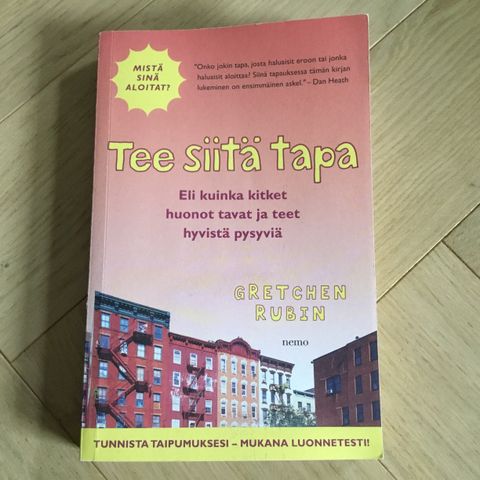 MISTÄ
SINÄ
ALOITAT?
"Onko jokin tapa, josta haluaisit eroon tai jonka
haluaisit aloittaa? Siinä tapauksessa tämän kirjan
lukeminen on ensimmäinen askel." – Dan Heath
Tee siitä tapa
Eli kuinka kitket
huonot tavat ja teet
hyvistä pysyviä
GRETCHEN
RUBIN
nemo
TUNNISTA TAIPUMUKSESI – MUKANA LUONNETESTI!